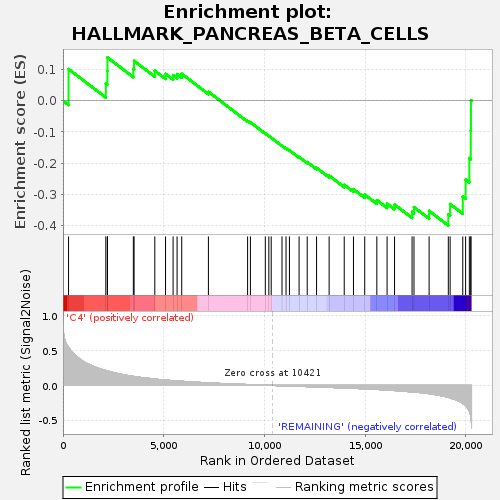 Enrichment plot:
HALLMARK_PANCREAS_BETA_CELLS
Enrichment score (ES)
0.1
0.0
-0.1
-0.2
-0.3
-0.4
Ranked list metric (Signal2Noise)
1.0
0.5
0.0
-0.5
'C4' (positively correlated)
Zero cross at 10421
'REMAINING' (negatively correlated)
0
5,000
10,000
15,000
20,000
Rank in Ordered Dataset
Enrichment profile
Hits
Ranking metric scores